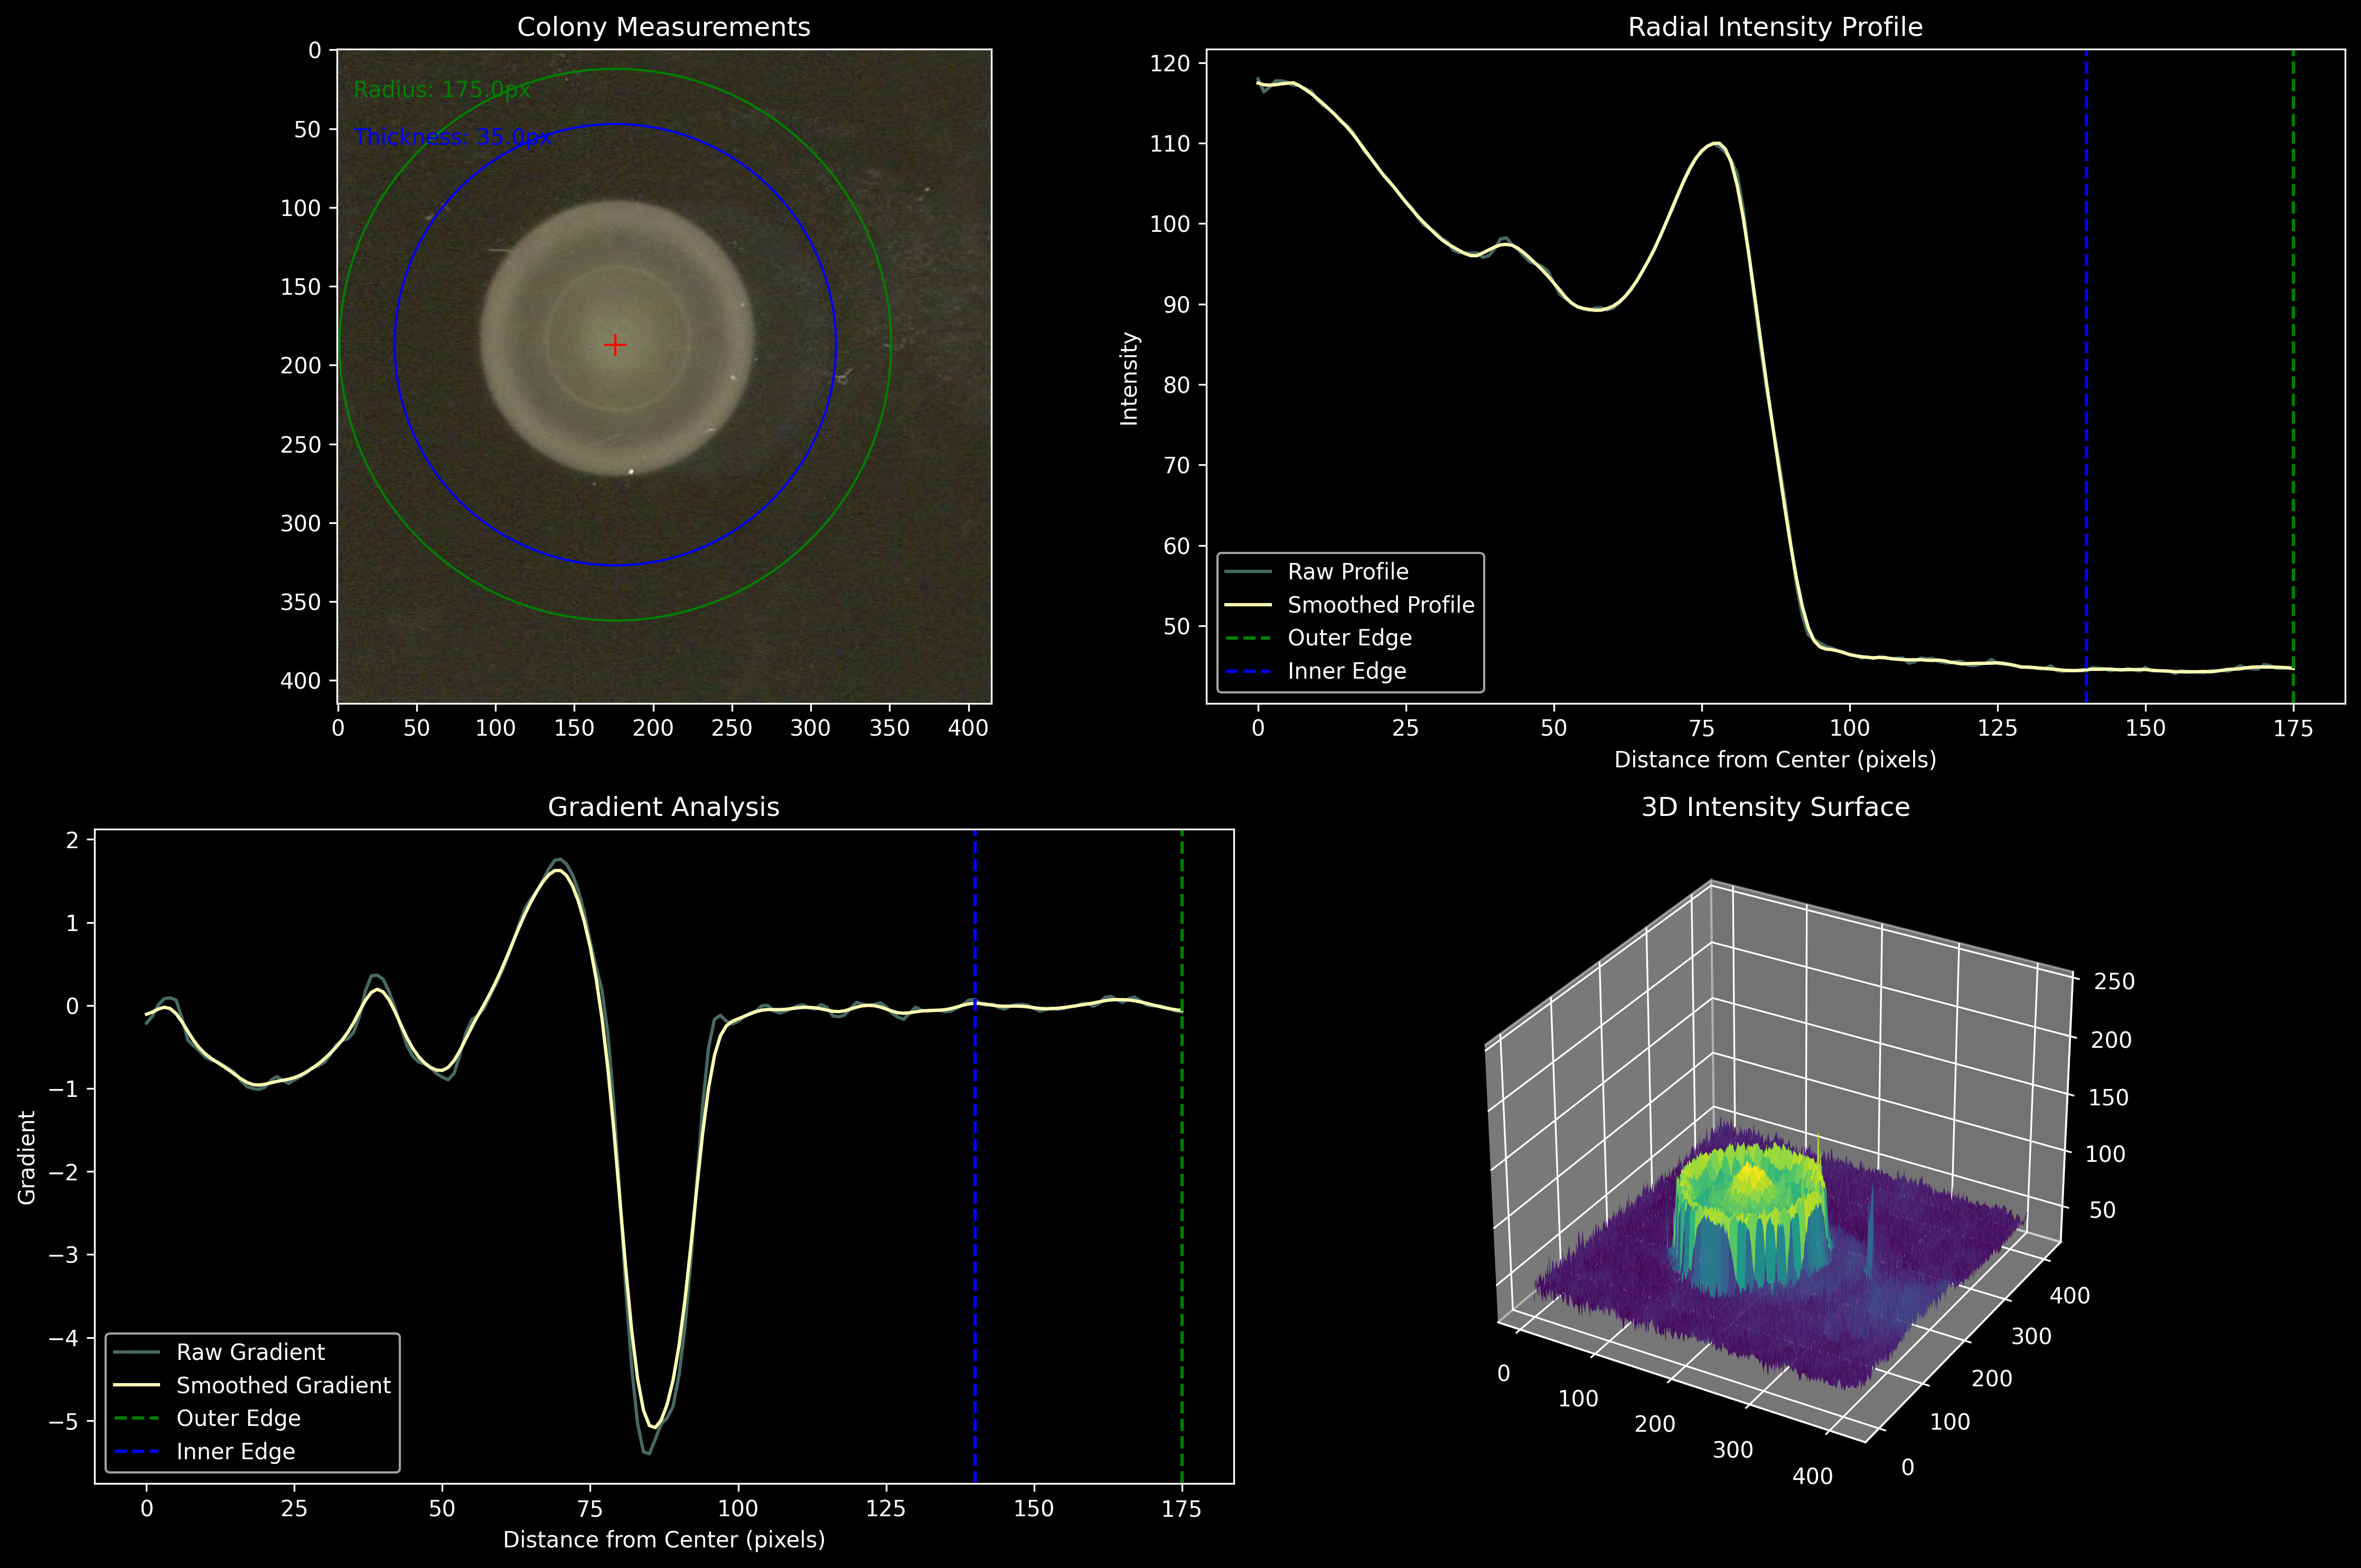 Colony Measurements
0
50
100
150
200
250
300
350
400
Radius: 175.0px
Thickness: 35.0px
0 50 100 150 200 250 300 350 400
Radial Intensity Profile
120
110
100
90
80
70
60
50
Intensity
Raw Profile
Smoothed Profile
Outer Edge
Inner Edge
0 25 50 75 100 125 150 175
Distance from Center (pixels)
Gradient Analysis
2
1
0
−1
−2
−3
−4
−5
Gradient
Raw Gradient
Smoothed Gradient
Outer Edge
Inner Edge
0 25 50 75 100 125 150 175
Distance from Center (pixels)
3D Intensity Surface
250
200
150
100
50
0
100
200
300
400
400
300
200
100
0